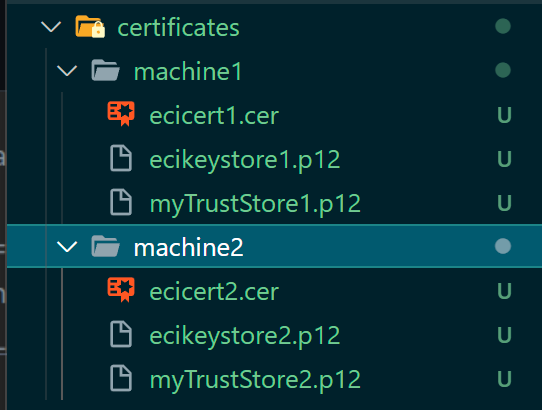 certificates
machine1
ecicert1.cer U
ecikeystore1.p12 U
myTrustStore1.p12 U
machine2
ecicert2.cer U
ecikeystore2.p12 U
myTrustStore2.p12 U